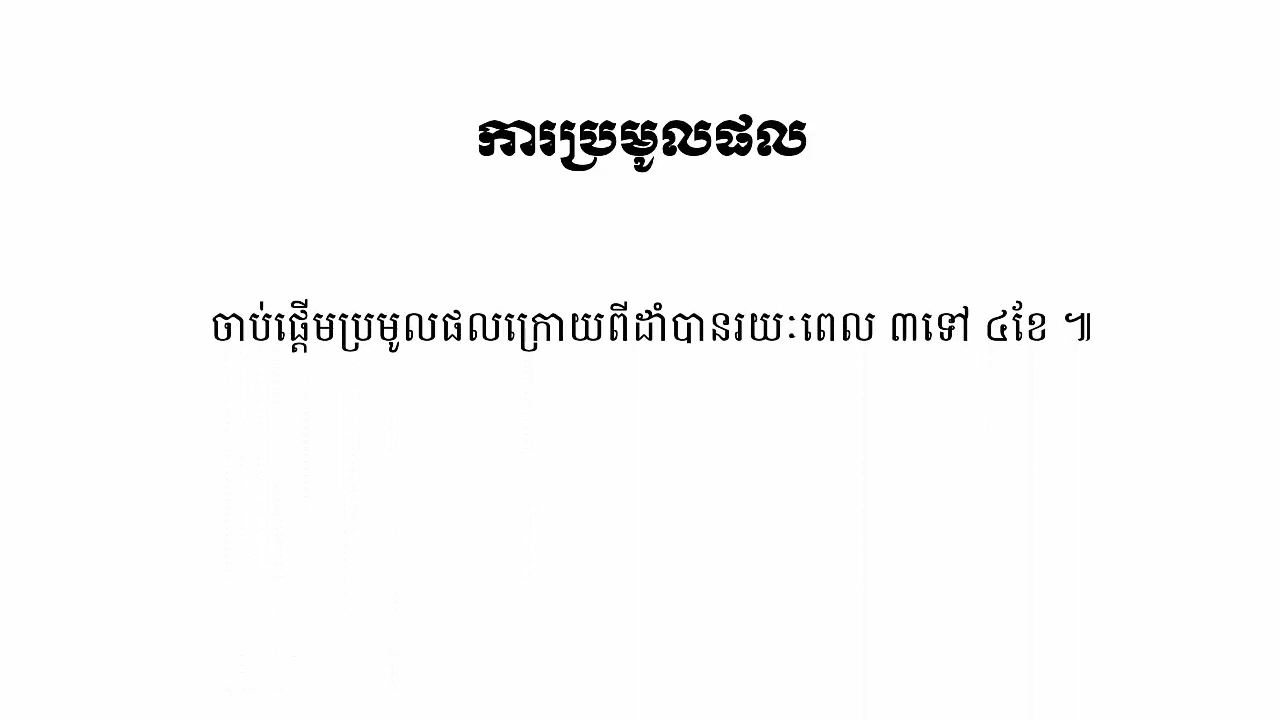 ការប្រមូលផល
ចាប់ផ្ដើមប្រមូលផលក្រោយពីដាំបានរយៈពេល ៣ទៅ ៤ខែ ៕